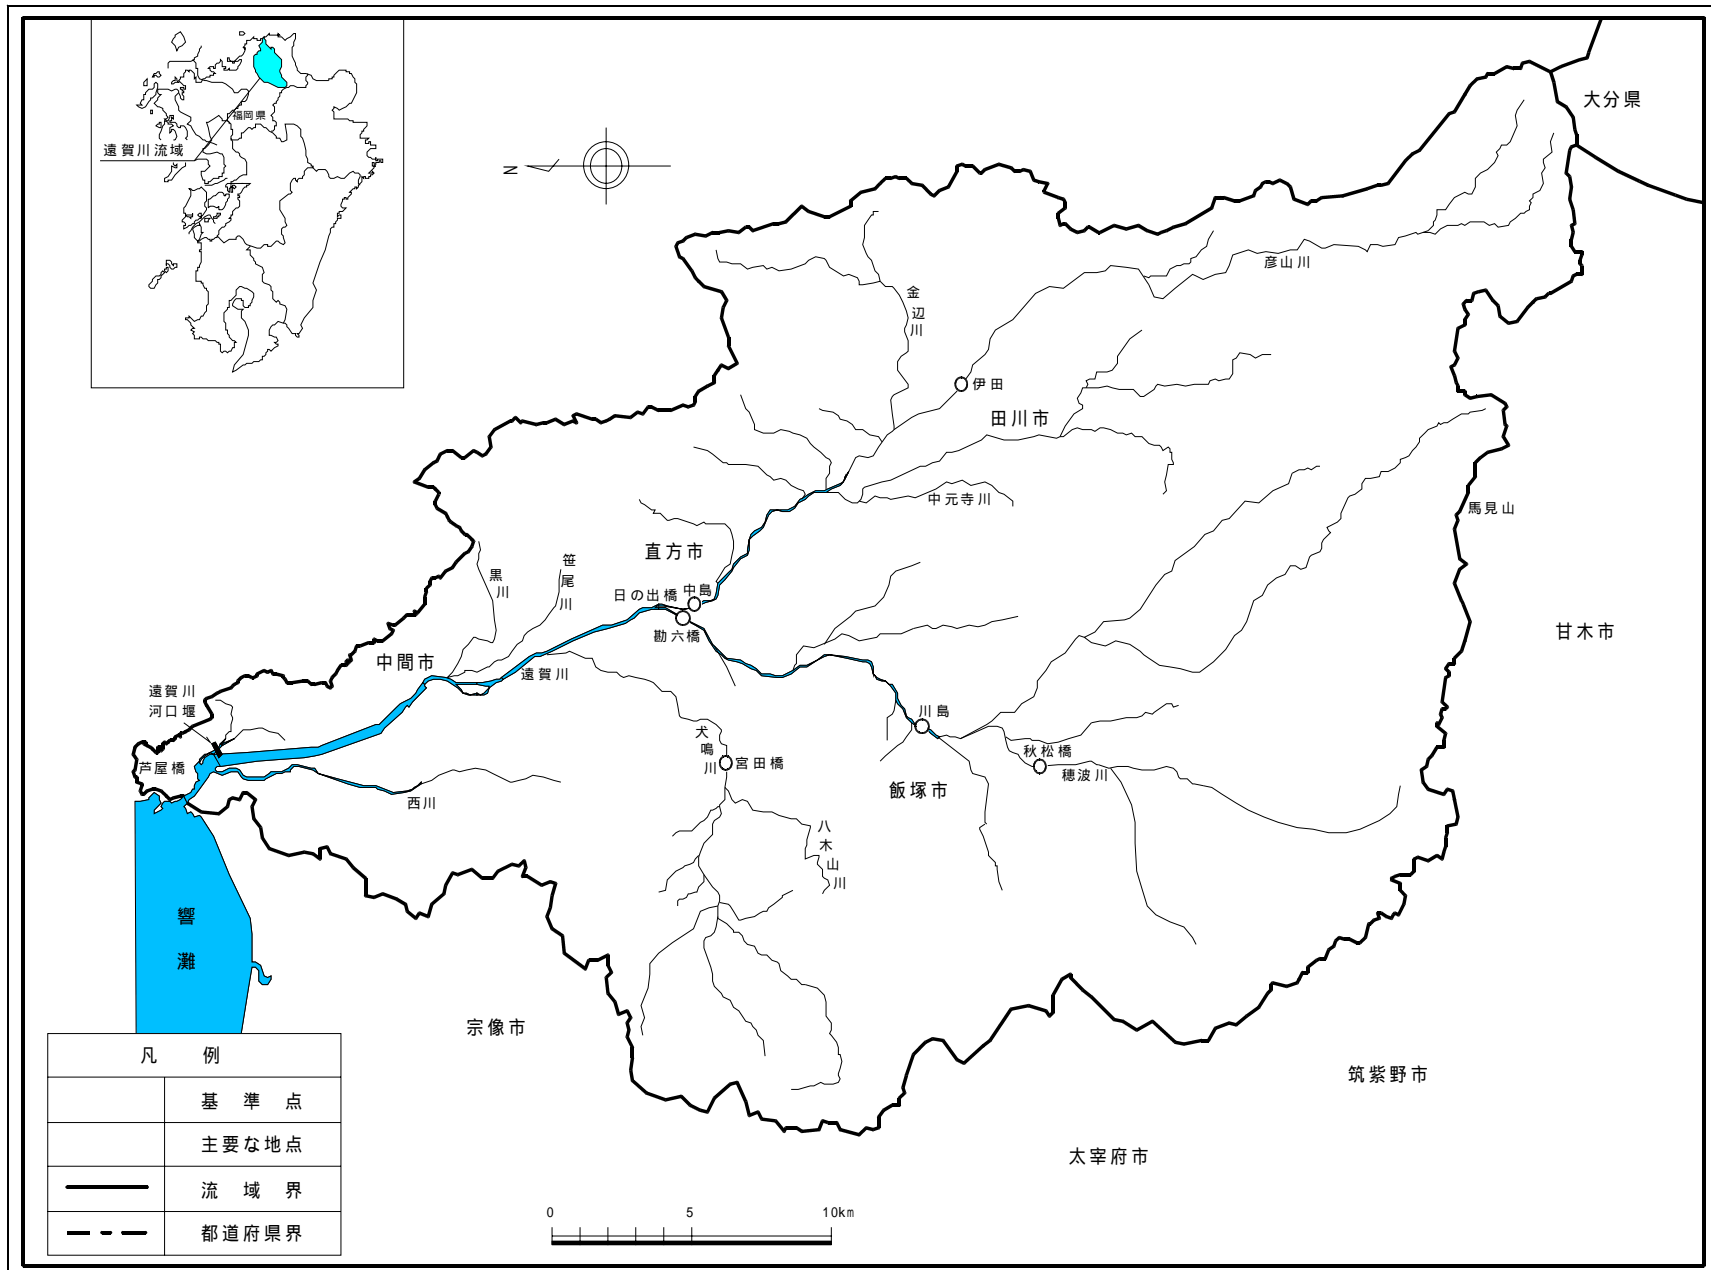 福岡県
遠賀川流域
N
大分県
彦山川
金辺川
伊田
田川市
中元寺川
馬見山
直方市
笹尾川
黒川
日の出橋
中島
勘六橋
甘木市
中間市
遠賀川
遠賀川
河口堰
芦屋橋
西川
犬鳴川
宮田橋
川島
秋松橋
穂波川
飯塚市
八木山川
響灘
宗像市
筑紫野市
太宰府市
凡 例
基 準 点
主要な地点
流 域 界
都道府県界
0 5 10km